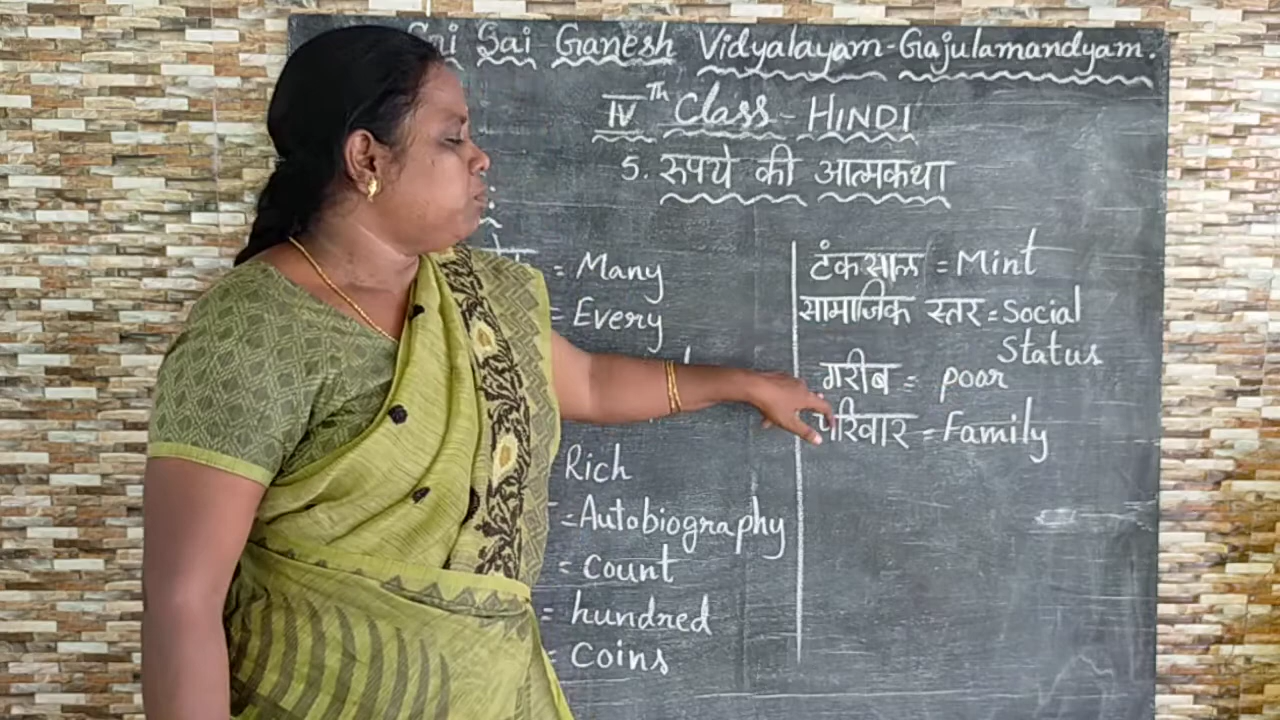 Sri Sai Ganesh Vidyalayam-Gajulamandyam.
IVth Class - HINDI
5. रुपये की आत्मकथा
= Many
= Every
Rich
= Autobiography
= Count
= hundred
= Coins
टंकसाल = Mint
सामाजिक स्तर = Social
Status
गरीब = poor
परिवार = Family